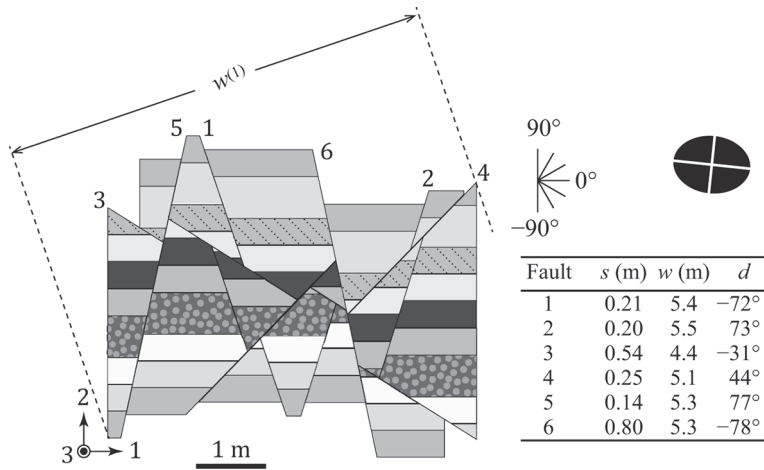 w(1)
5 1
6
3
2
4
90°
0°
−90°
2
3
1
1 m
Fault s (m) w (m) d
1 0.21 5.4 −72°
2 0.20 5.5 73°
3 0.54 4.4 −31°
4 0.25 5.1 44°
5 0.14 5.3 77°
6 0.80 5.3 −78°